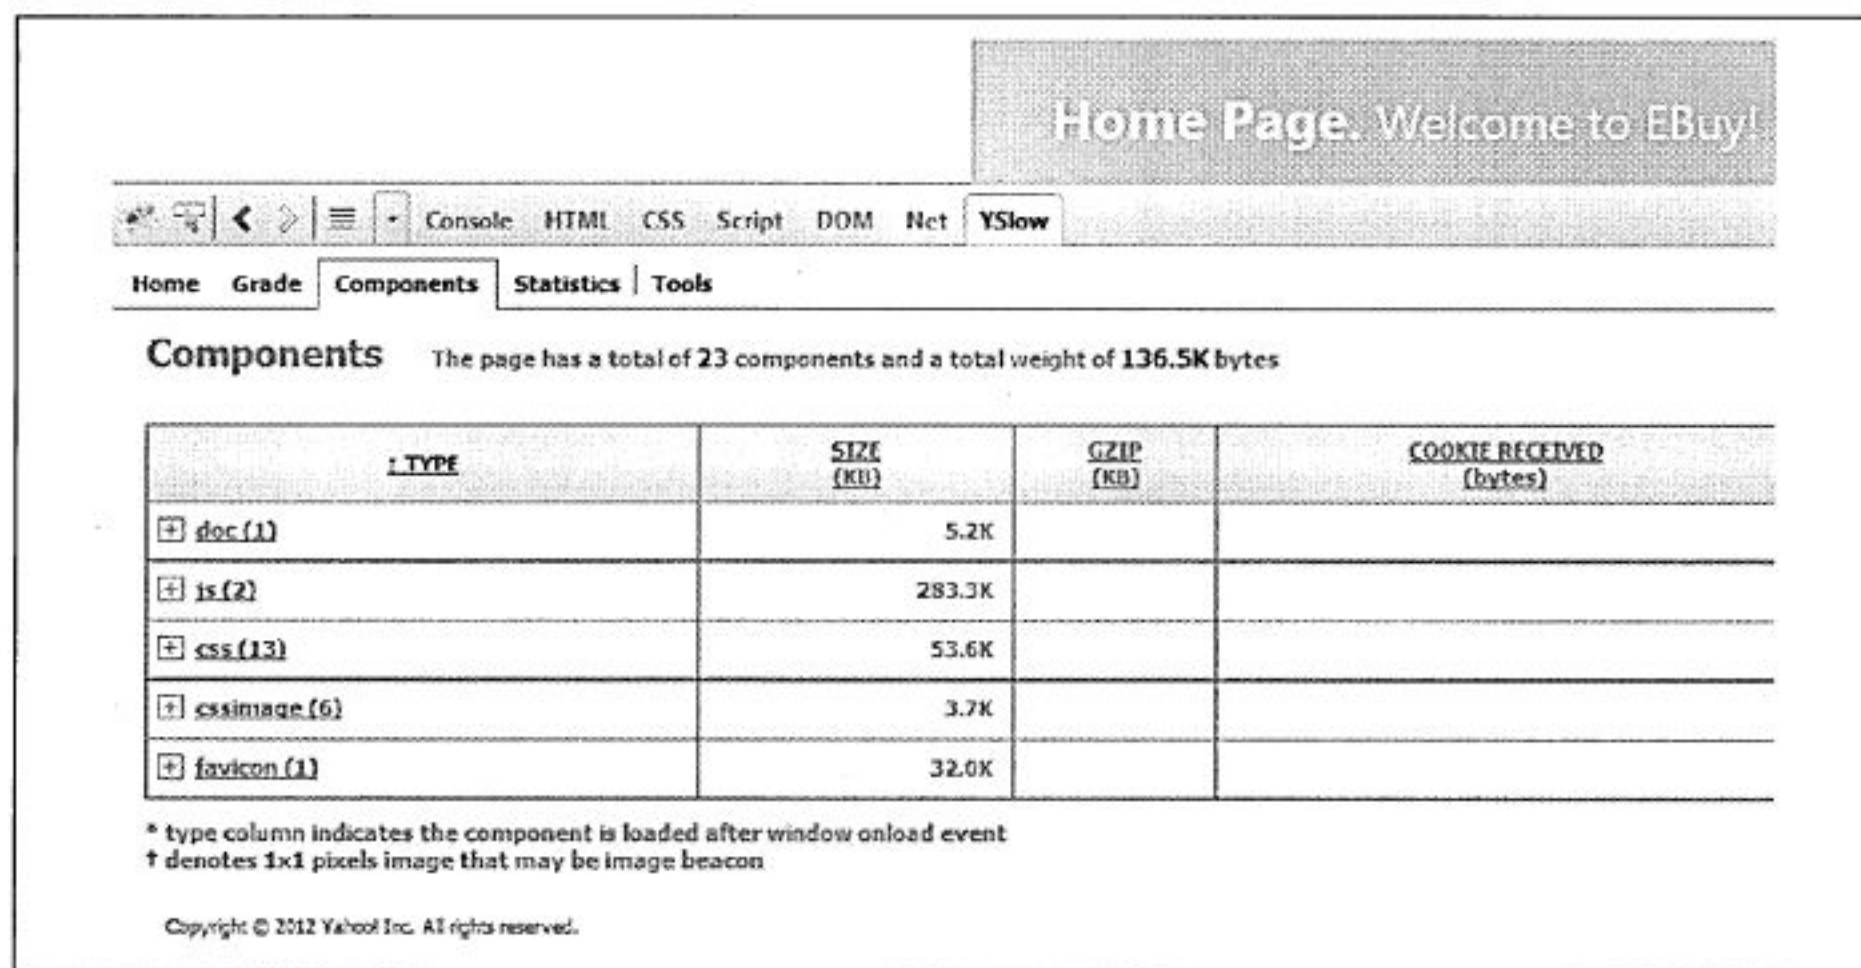 Home Page. Welcome to EBuy!
Console HTML CSS Script DOM Net YSlow
Home Grade Components Statistics Tools
Components The page has a total of 23 components and a total weight of 136.5K bytes
↑ TYPE SIZE (KB) GZIP (KB) COOKIE RECEIVED (bytes)
doc (1) 5.2K
js (2) 283.3K
css (13) 53.6K
cssimage (6) 3.7K
favicon (1) 32.0K
* type column indicates the component is loaded after window onload event
† denotes 1x1 pixels image that may be image beacon
Copyright © 2012 Yahoo! Inc. All rights reserved.